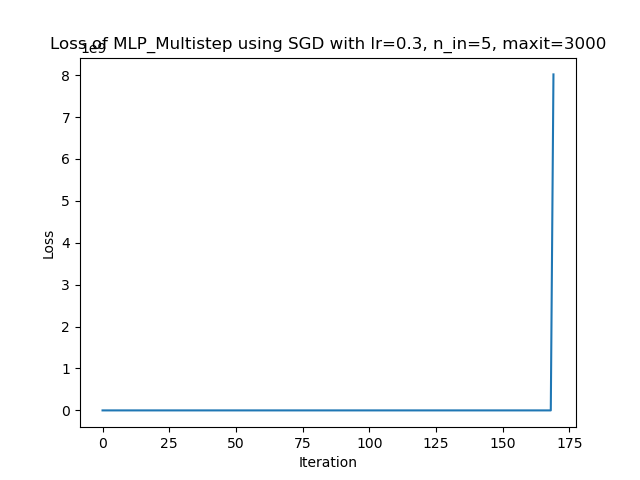 Loss of MLP_Multistep using SGD with lr=0.3, n_in=5, maxit=3000
1e9
8
7
6
5
4
3
2
1
0
Loss
0 25 50 75 100 125 150 175
Iteration